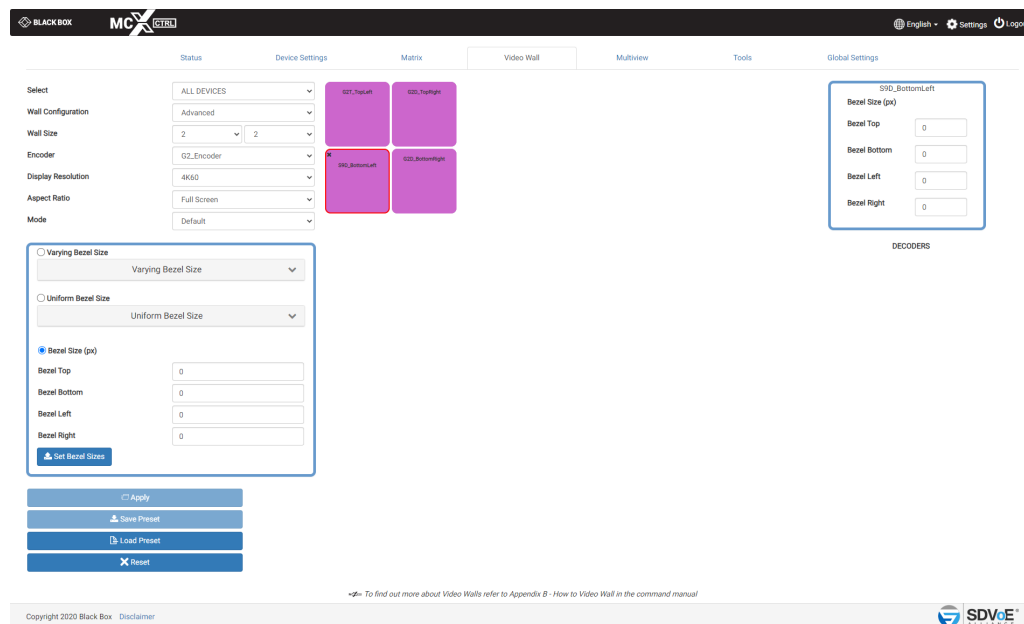 BLACK BOX
MCX CTRL
English
Settings
Logou
Status
Device Settings
Matrix
Video Wall
Multiview
Tools
Global Settings
Select
ALL DEVICES
Wall Configuration
Advanced
Wall Size
2
2
Encoder
G2_Encoder
Display Resolution
4K60
Aspect Ratio
Full Screen
Mode
Default
G2D_TopRight
S9D_BottomLeft
G2D_BottomRight
S9D_BottomLeft
Bezel Size (px)
Bezel Top
0
Bezel Bottom
0
Bezel Left
0
Bezel Right
0
DECODERS
Varying Bezel Size
Varying Bezel Size
Uniform Bezel Size
Uniform Bezel Size
Bezel Size (px)
Bezel Top
0
Bezel Bottom
0
Bezel Left
0
Bezel Right
0
Set Bezel Sizes
Apply
Save Preset
Load Preset
Reset
To find out more about Video Walls refer to Appendix B - How to Video Wall in the command manual
Copyright 2020 Black Box Disclaimer
SDVoE